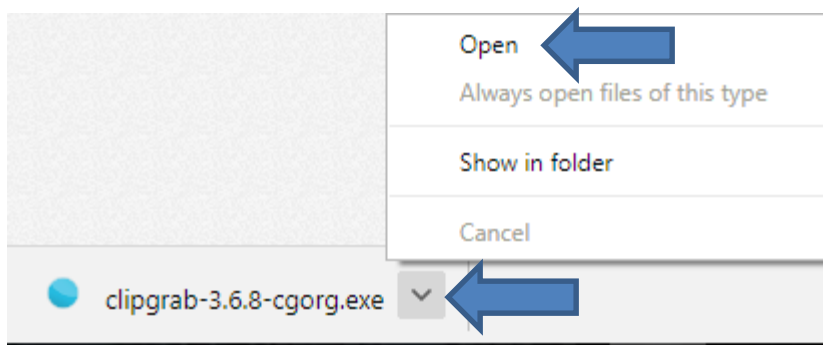 Open
Always open files of this type
Show in folder
Cancel
clipgrab-3.6.8-cgorg.exe